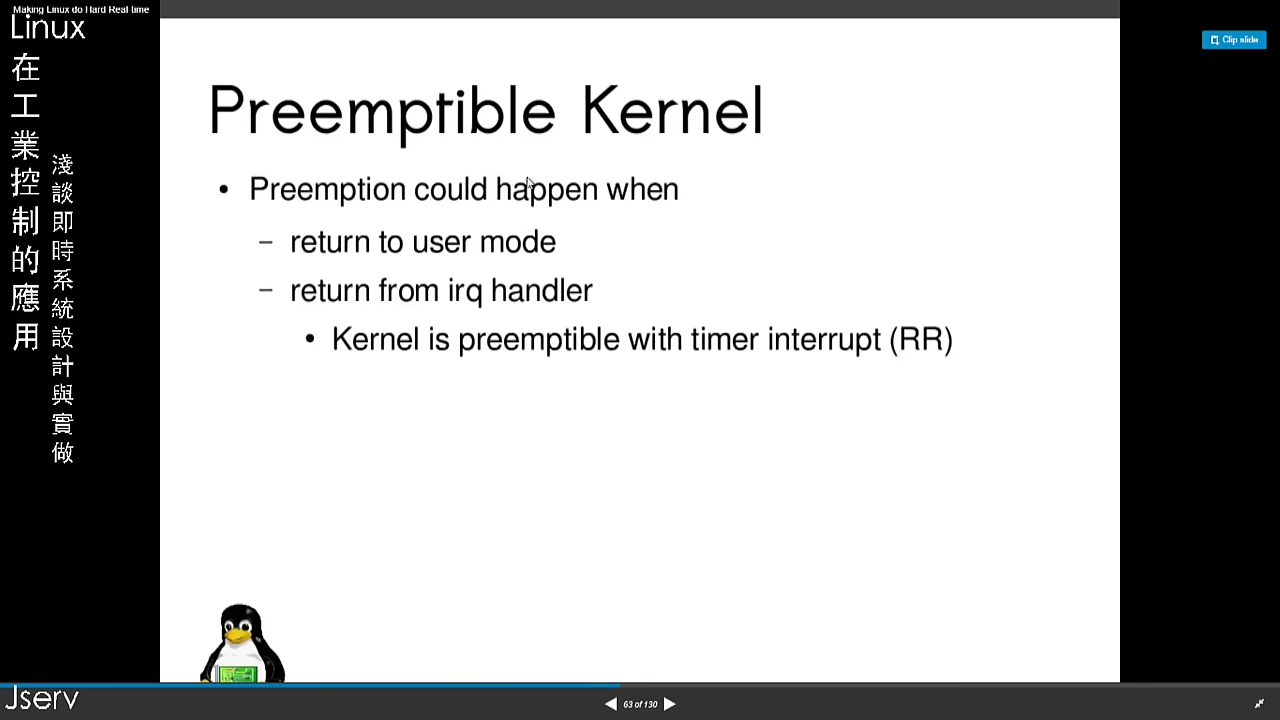 Making Linux do Hard Real-time
Linux
在工業控制的應用
淺談即時系統設計與實做
Clip slide
Preemptible Kernel
• Preemption could happen when
– return to user mode
– return from irq handler
• Kernel is preemptible with timer interrupt (RR)
Jserv
63 of 130